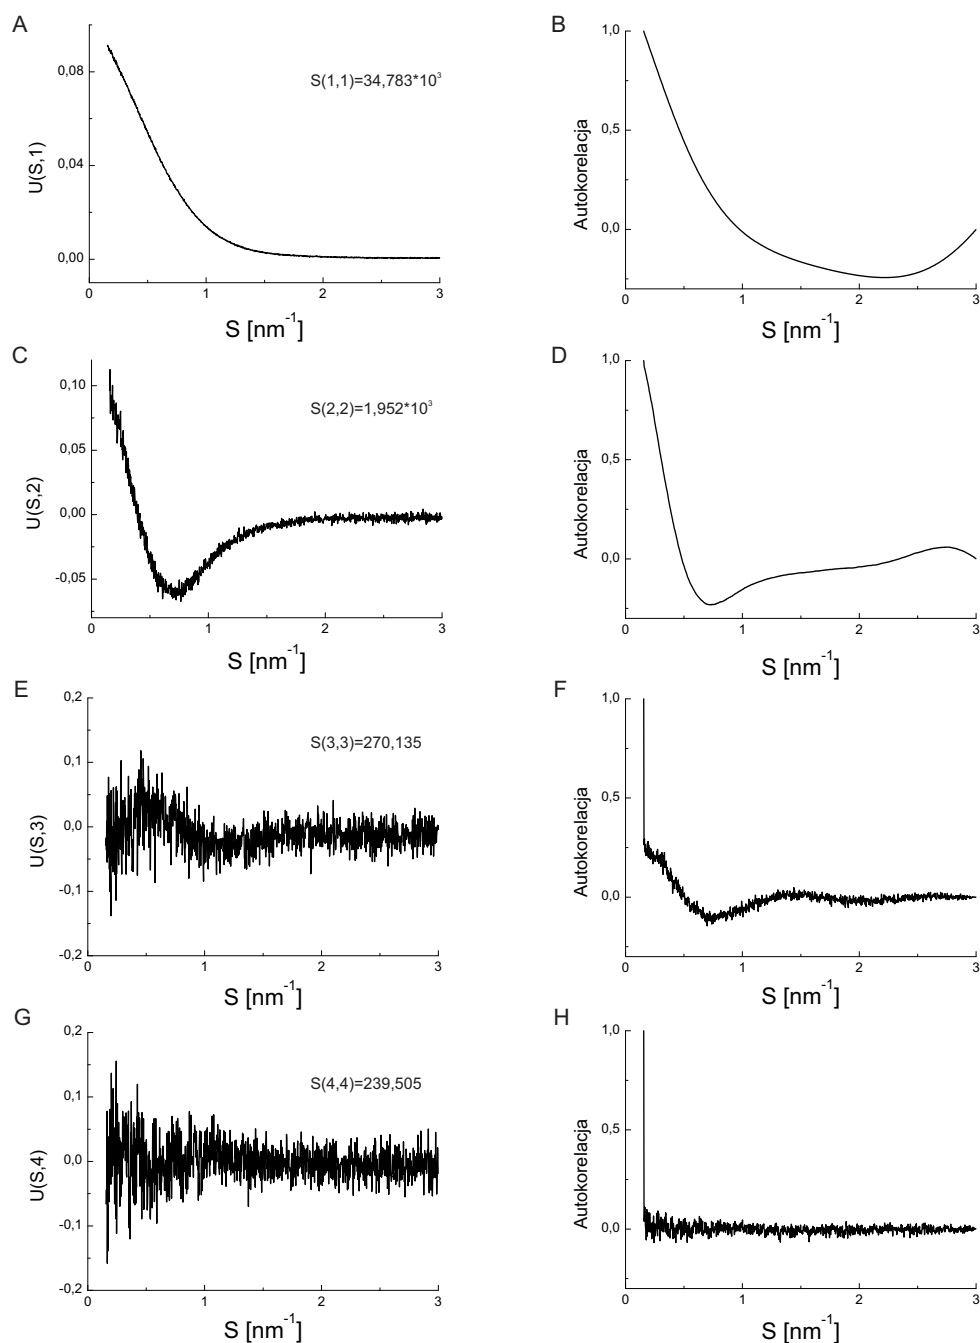 A
0,08
0,04
0,00
U(S,1)
S(1,1)=34,783*10³
0 1 2 3
S [nm⁻¹]
B
1,0
0,5
0,0
Autokorelacja
0 1 2 3
S [nm⁻¹]
C
0,10
0,05
0,00
-0,05
U(S,2)
S(2,2)=1,952*10³
0 1 2 3
S [nm⁻¹]
D
1,0
0,5
0,0
Autokorelacja
0 1 2 3
S [nm⁻¹]
E
0,2
0,1
0,0
-0,1
-0,2
U(S,3)
S(3,3)=270,135
0 1 2 3
S [nm⁻¹]
F
1,0
0,5
0,0
Autokorelacja
0 1 2 3
S [nm⁻¹]
G
0,2
0,1
0,0
-0,1
-0,2
U(S,4)
S(4,4)=239,505
0 1 2 3
S [nm⁻¹]
H
1,0
0,5
0,0
Autokorelacja
0 1 2 3
S [nm⁻¹]